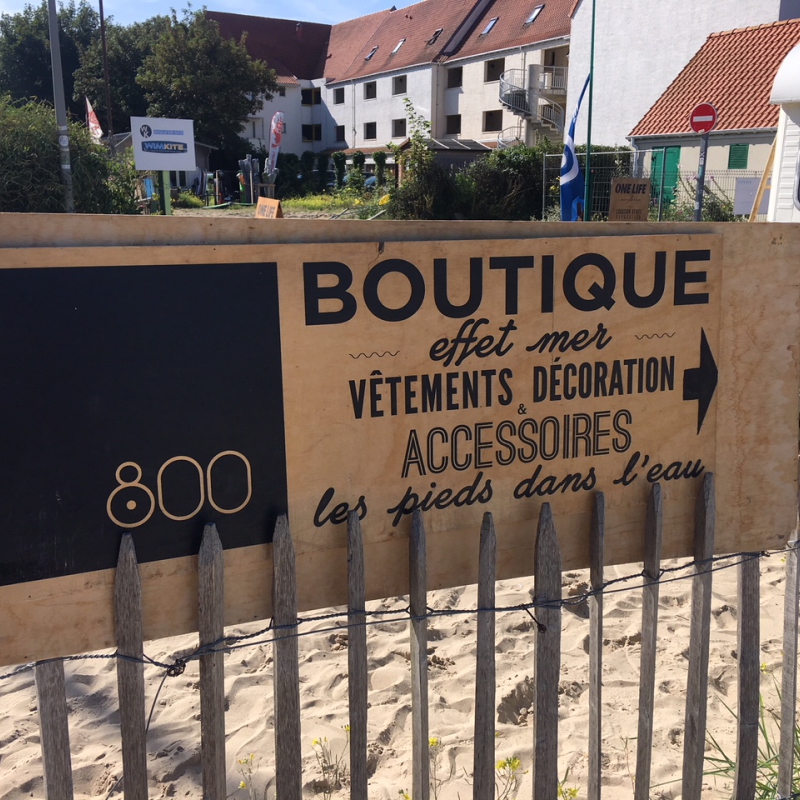 WIMKITE
ONE LIFE
BOUTIQUE
effet mer
VÊTEMENTS DÉCORATION
&
ACCESSOIRES
les pieds dans l'eau
800